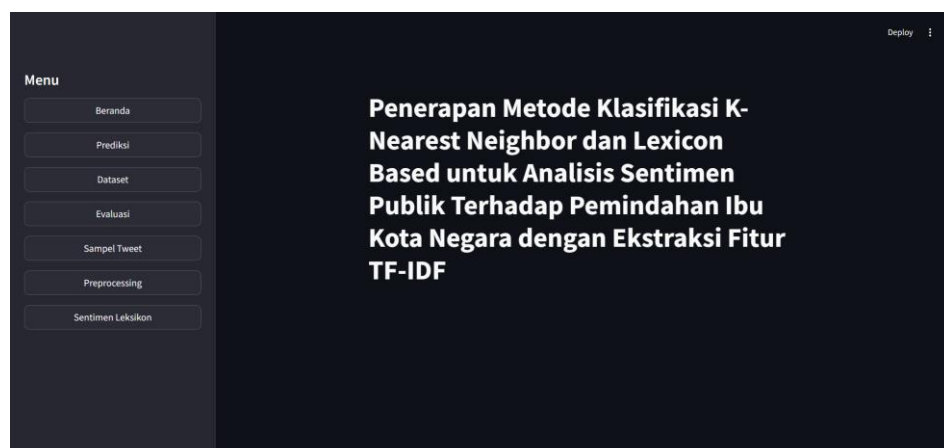 Deploy
Menu
Beranda
Prediksi
Dataset
Evaluasi
Sampel Tweet
Preprocessing
Sentimen Leksikon
Penerapan Metode Klasifikasi K-
Nearest Neighbor dan Lexicon
Based untuk Analisis Sentimen
Publik Terhadap Pemindahan Ibu
Kota Negara dengan Ekstraksi Fitur
TF-IDF